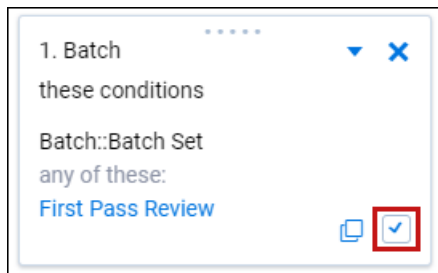 1. Batch
these conditions
Batch::Batch Set
any of these:
First Pass Review